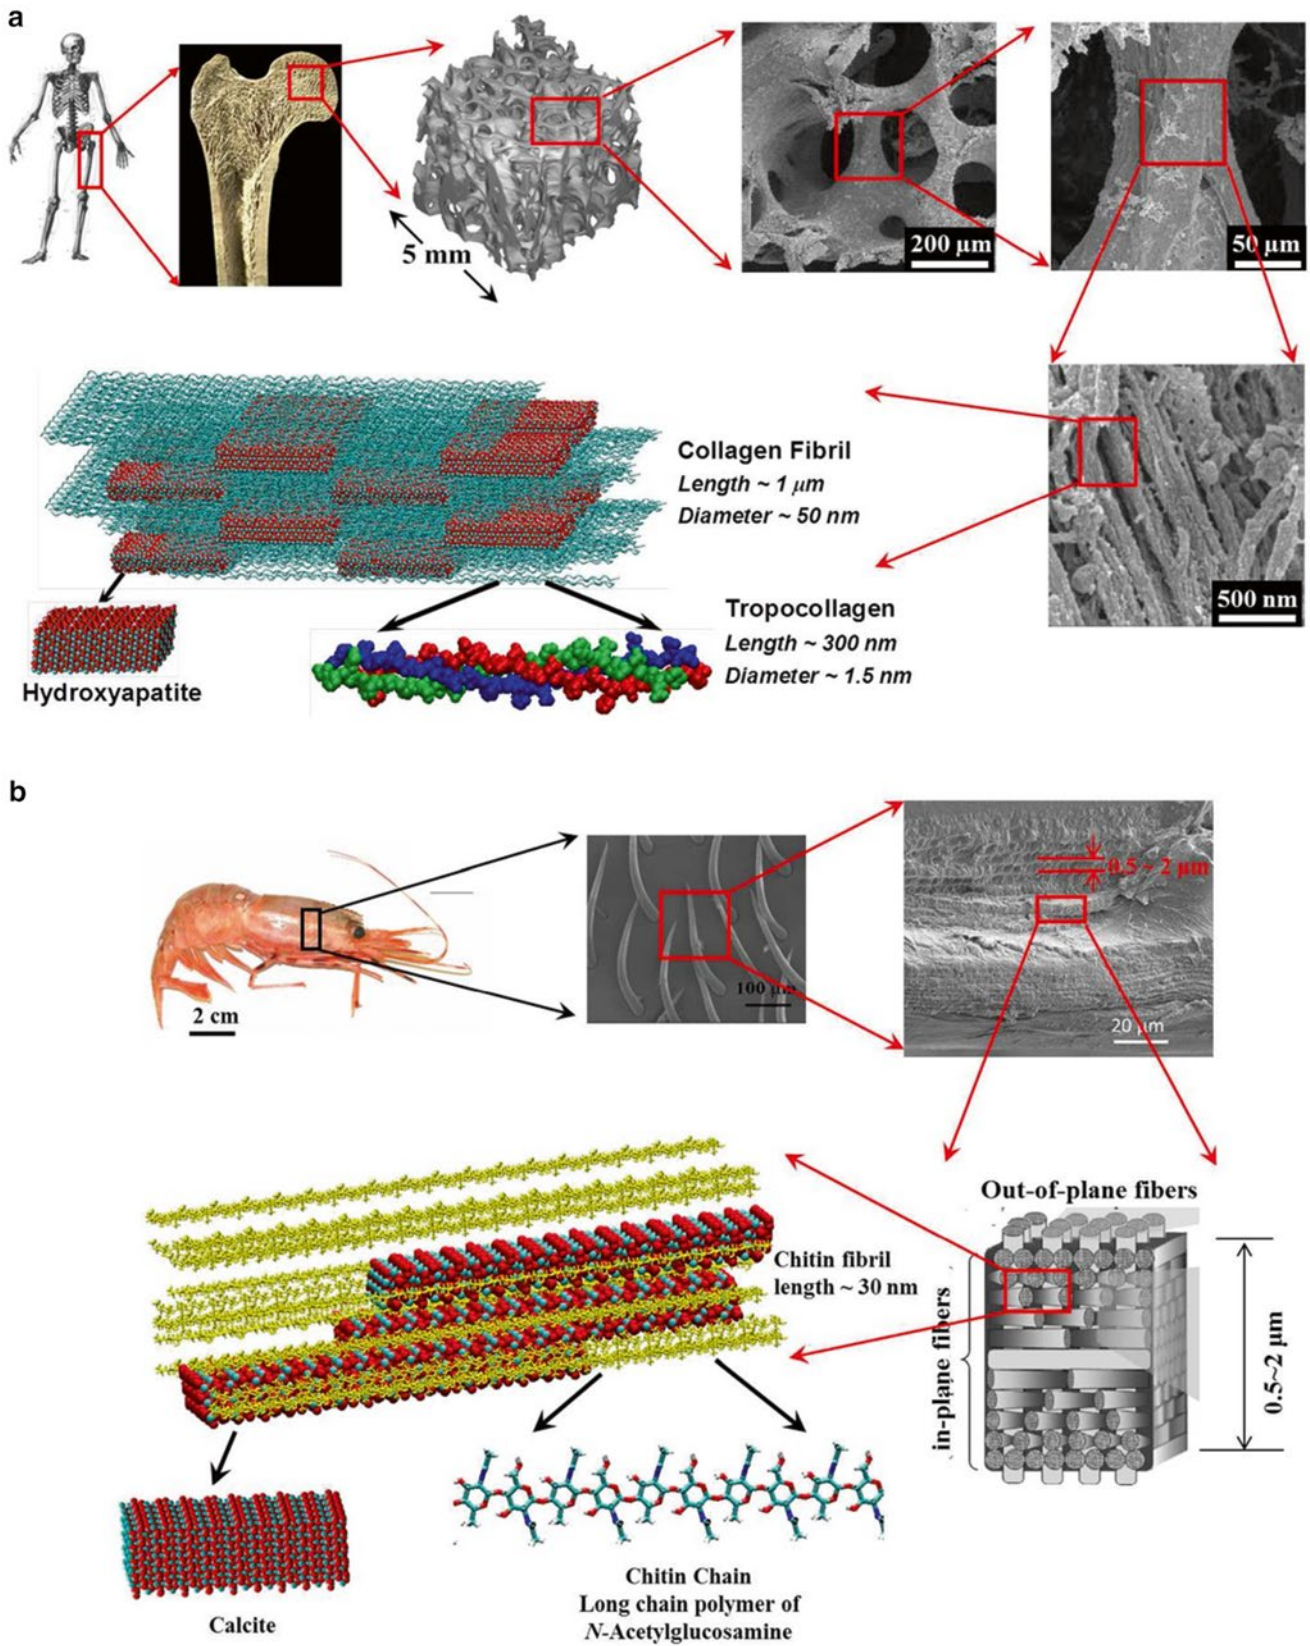 a
5 mm
200 µm
50 µm
Collagen Fibril
Length ~ 1 µm
Diameter ~ 50 nm
500 nm
Tropocollagen
Length ~ 300 nm
Diameter ~ 1.5 nm
Hydroxyapatite
b
0.5 ~ 2 µm
100 µm
2 cm
20 µm
Out-of-plane fibers
Chitin fibril
length ~ 30 nm
in-plane fibers
0.5~2 µm
Chitin Chain
Long chain polymer of
N-Acetylglucosamine
Calcite